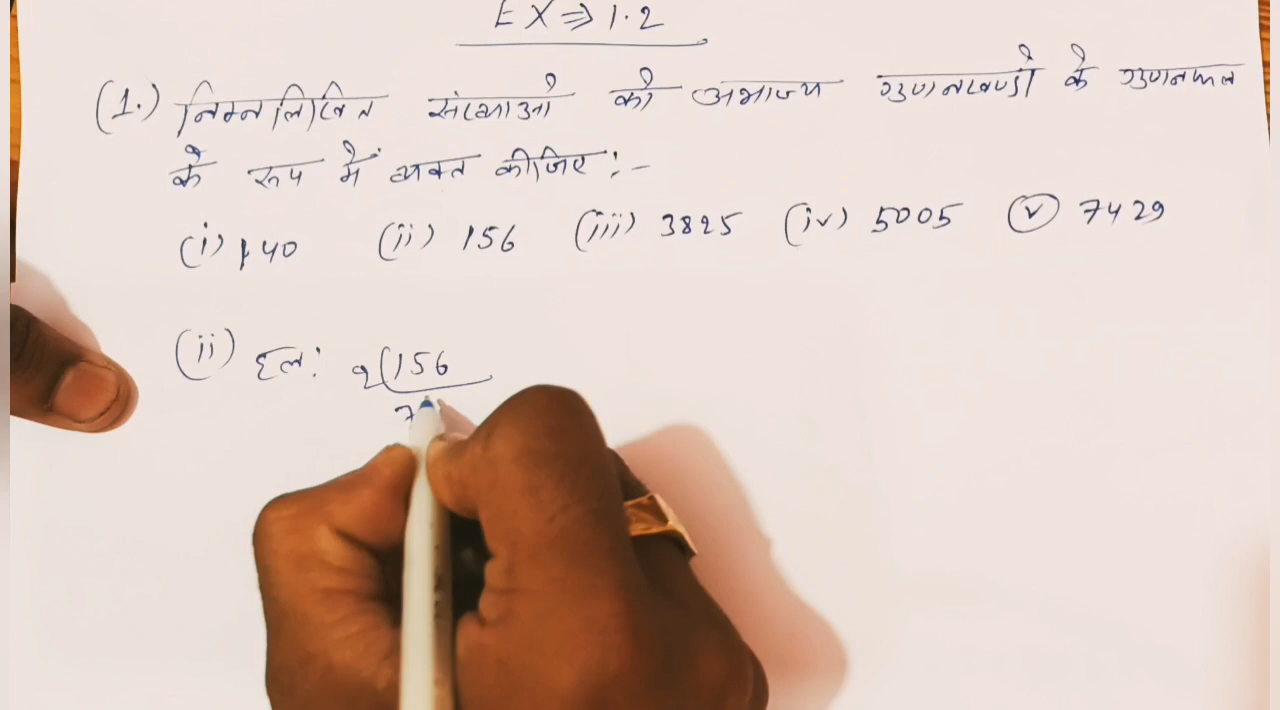 EX⇒1.2
(1.) निम्नलिखित संख्याओं को अभाज्य गुणनखण्डों के गुणनफल
के रूप में व्यक्त कीजिए :-
(i) 140 (ii) 156 (iii) 3825 (iv) 5005 (v) 7429
(ii) हल: 2(156
7